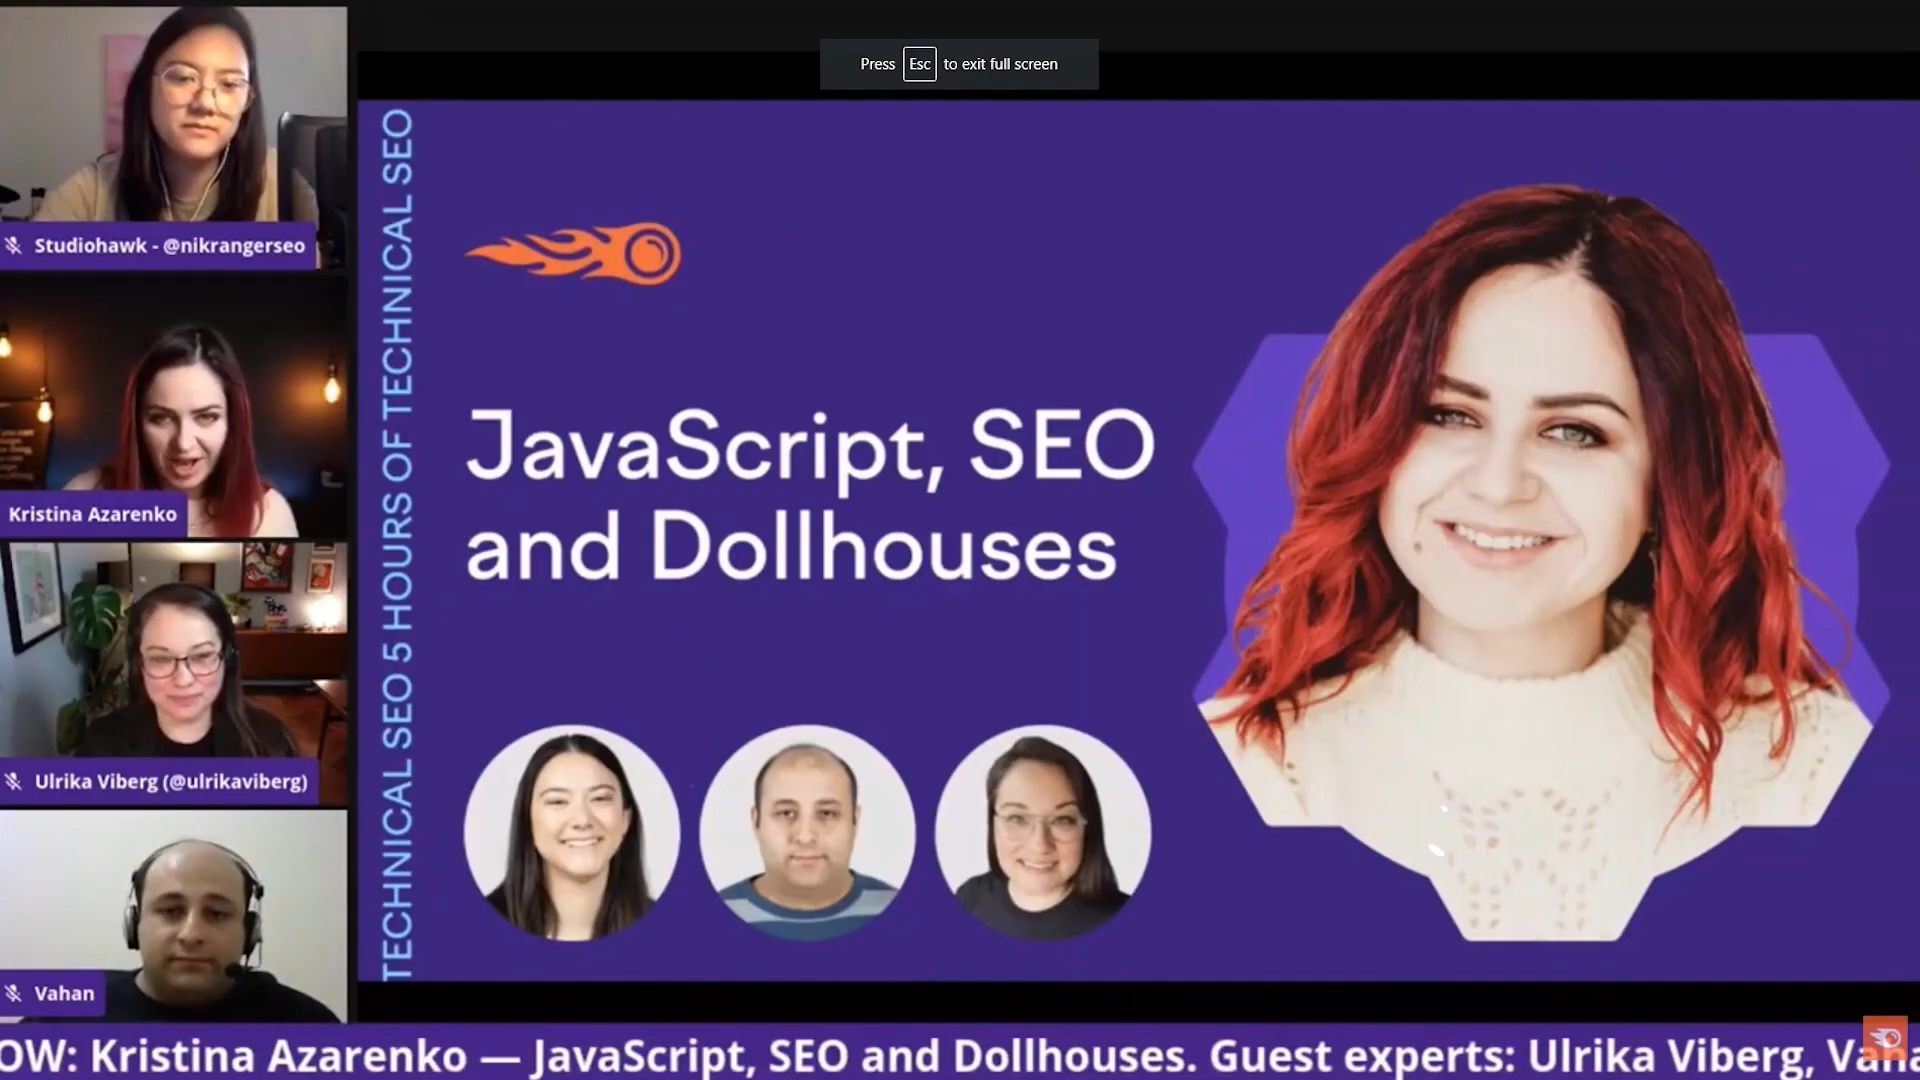 Press Esc to exit full screen
Studiohawk - @nikrangerseo
Kristina Azarenko
Ulrika Viberg (@ulrikaviberg)
Vahan
TECHNICAL SEO 5 HOURS OF TECHNICAL SEO
JavaScript, SEO
and Dollhouses
OW: Kristina Azarenko — JavaScript, SEO and Dollhouses. Guest experts: Ulrika Viberg, Vaha